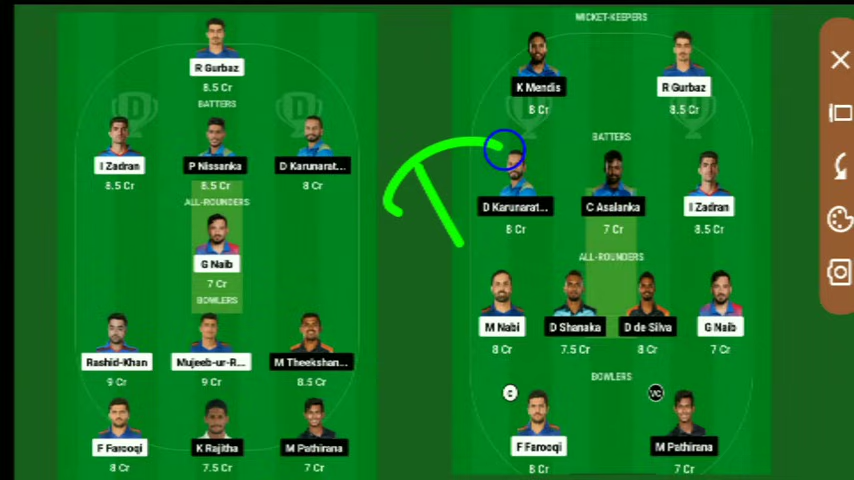 R Gurbaz
8.5 Cr
BATTERS
I Zadran
P Nissanka
D Karunarat...
8.5 Cr
8.5 Cr
8 Cr
ALL-ROUNDERS
G Naib
7 Cr
BOWLERS
Rashid-Khan
Mujeeb-ur-R...
M Theekshan...
9 Cr
9 Cr
8.5 Cr
F Farooqi
K Rajitha
M Pathirana
8 Cr
7.5 Cr
7 Cr
WICKET-KEEPERS
K Mendis
R Gurbaz
8 Cr
8.5 Cr
BATTERS
D Karunarat...
C Asalanka
I Zadran
8 Cr
7 Cr
8.5 Cr
ALL-ROUNDERS
M Nabi
D Shanaka
D de Silva
G Naib
8 Cr
7.5 Cr
8 Cr
7 Cr
BOWLERS
C
VC
F Farooqi
M Pathirana
8 Cr
7 Cr